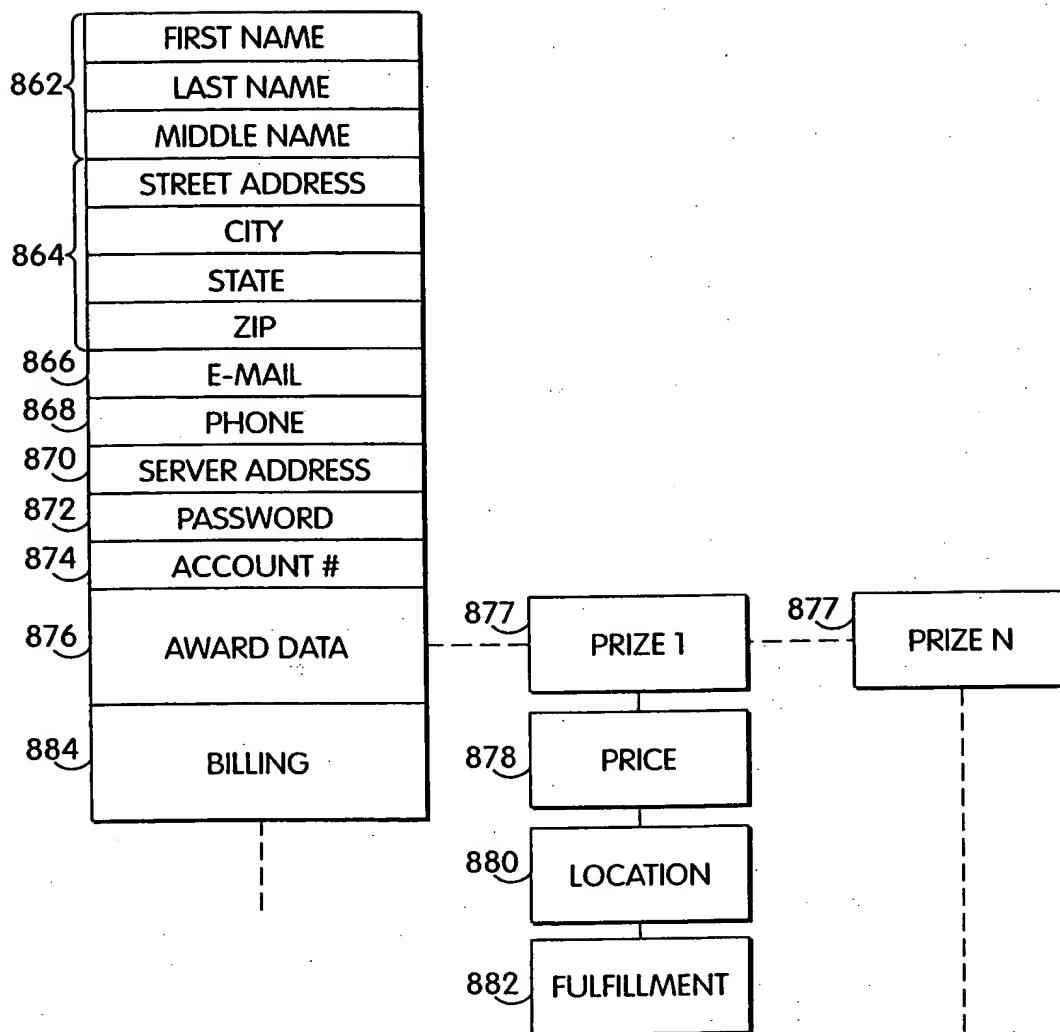 FIRST NAME
862
LAST NAME
MIDDLE NAME
STREET ADDRESS
CITY
864
STATE
ZIP
866
E-MAIL
868
PHONE
870
SERVER ADDRESS
872
PASSWORD
874
ACCOUNT #
876
AWARD DATA
877
PRIZE 1
877
PRIZE N
884
BILLING
878
PRICE
880
LOCATION
882
FULFILLMENT